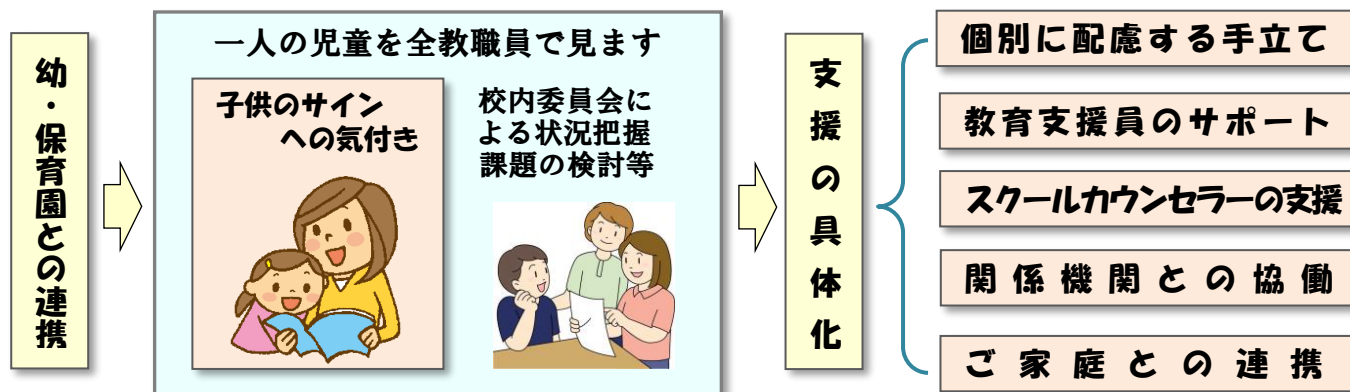 幼・保育園との連携
一人の児童を全教職員で見ます
子供のサイン
への気付き
校内委員会に
よる状況把握
課題の検討等
支援の具体化
個別に配慮する手立て
教育支援員のサポート
スクールカウンセラーの支援
関係機関との協働
ご家庭との連携